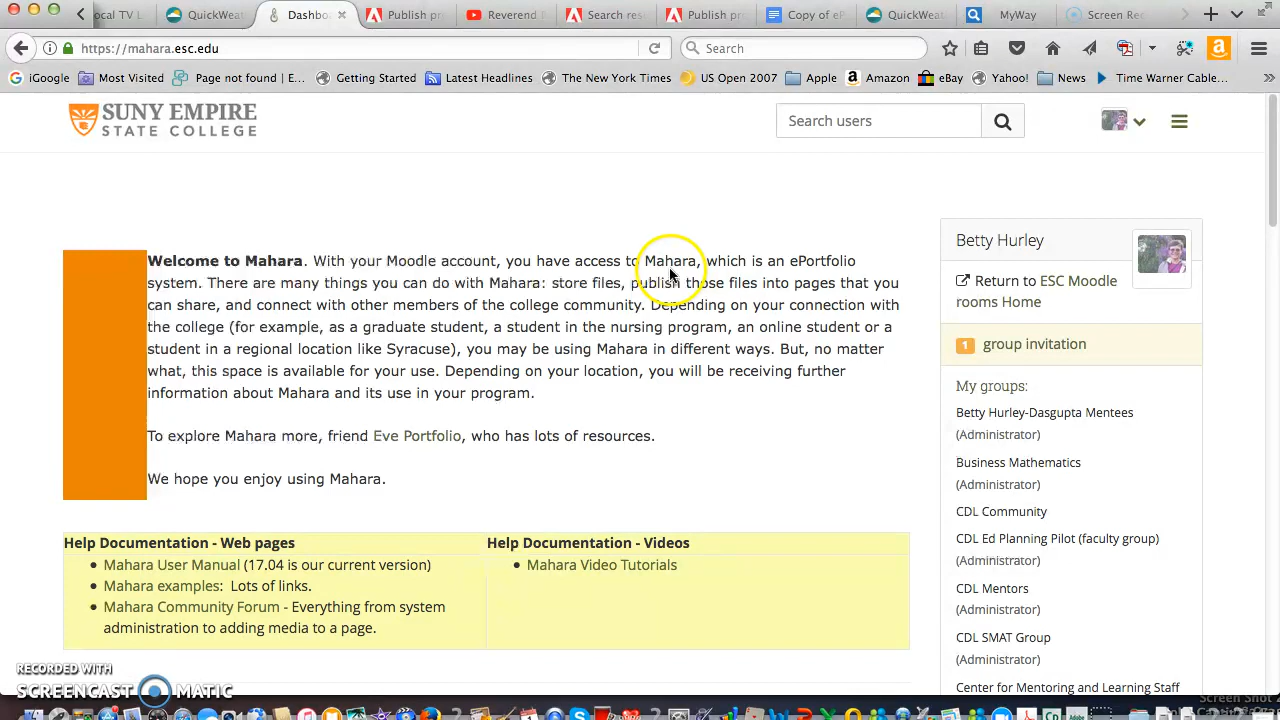 ocal TV L
QuickWeat
Dashbo
Publish pr
Reverend D
Search res
Publish pr
Copy of eP
QuickWeat
MyWay
Screen Rec
https://mahara.esc.edu
Search
iGoogle
Most Visited
Page not found | E...
Getting Started
Latest Headlines
The New York Times
US Open 2007
Apple
Amazon
eBay
Yahoo!
News
Time Warner Cable...
SUNY EMPIRE
STATE COLLEGE
Search users
Welcome to Mahara. With your Moodle account, you have access to Mahara, which is an ePortfolio
system. There are many things you can do with Mahara: store files, publish those files into pages that you
can share, and connect with other members of the college community. Depending on your connection with
the college (for example, as a graduate student, a student in the nursing program, an online student or a
student in a regional location like Syracuse), you may be using Mahara in different ways. But, no matter
what, this space is available for your use. Depending on your location, you will be receiving further
information about Mahara and its use in your program.
To explore Mahara more, friend Eve Portfolio, who has lots of resources.
We hope you enjoy using Mahara.
Help Documentation - Web pages
Mahara User Manual (17.04 is our current version)
Mahara examples: Lots of links.
Mahara Community Forum - Everything from system
administration to adding media to a page.
Help Documentation - Videos
Mahara Video Tutorials
Betty Hurley
Return to ESC Moodle
rooms Home
1 group invitation
My groups:
Betty Hurley-Dasgupta Mentees
(Administrator)
Business Mathematics
(Administrator)
CDL Community
CDL Ed Planning Pilot (faculty group)
(Administrator)
CDL Mentors
(Administrator)
CDL SMAT Group
(Administrator)
Center for Mentoring and Learning Staff
RECORDED WITH
SCREENCAST MATIC
Screen Shot